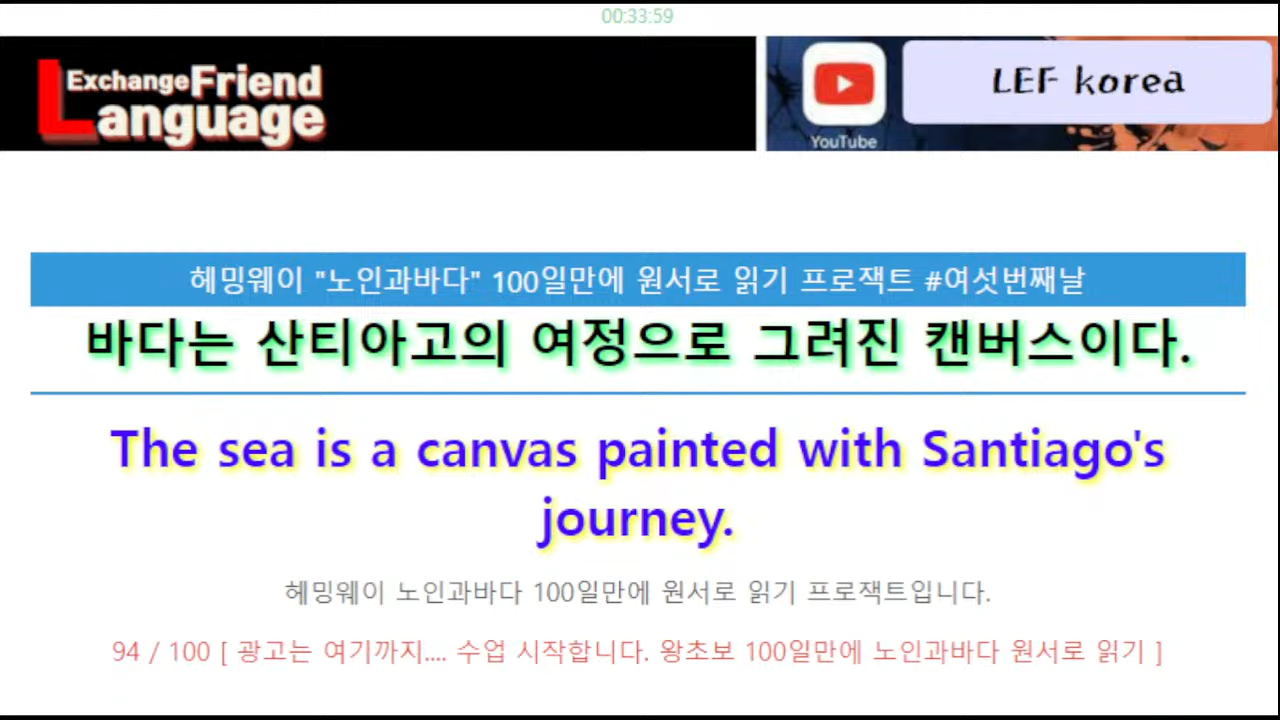 00:33:59
ExchangeFriend
Language
LEF korea
YouTube
헤밍웨이 "노인과바다" 100일만에 원서로 읽기 프로잭트 #여섯번째날
바다는 산티아고의 여정으로 그려진 캔버스이다.
The sea is a canvas painted with Santiago's
journey.
헤밍웨이 노인과바다 100일만에 원서로 읽기 프로잭트입니다.
94 / 100 [ 광고는 여기까지.... 수업 시작합니다. 왕초보 100일만에 노인과바다 원서로 읽기 ]